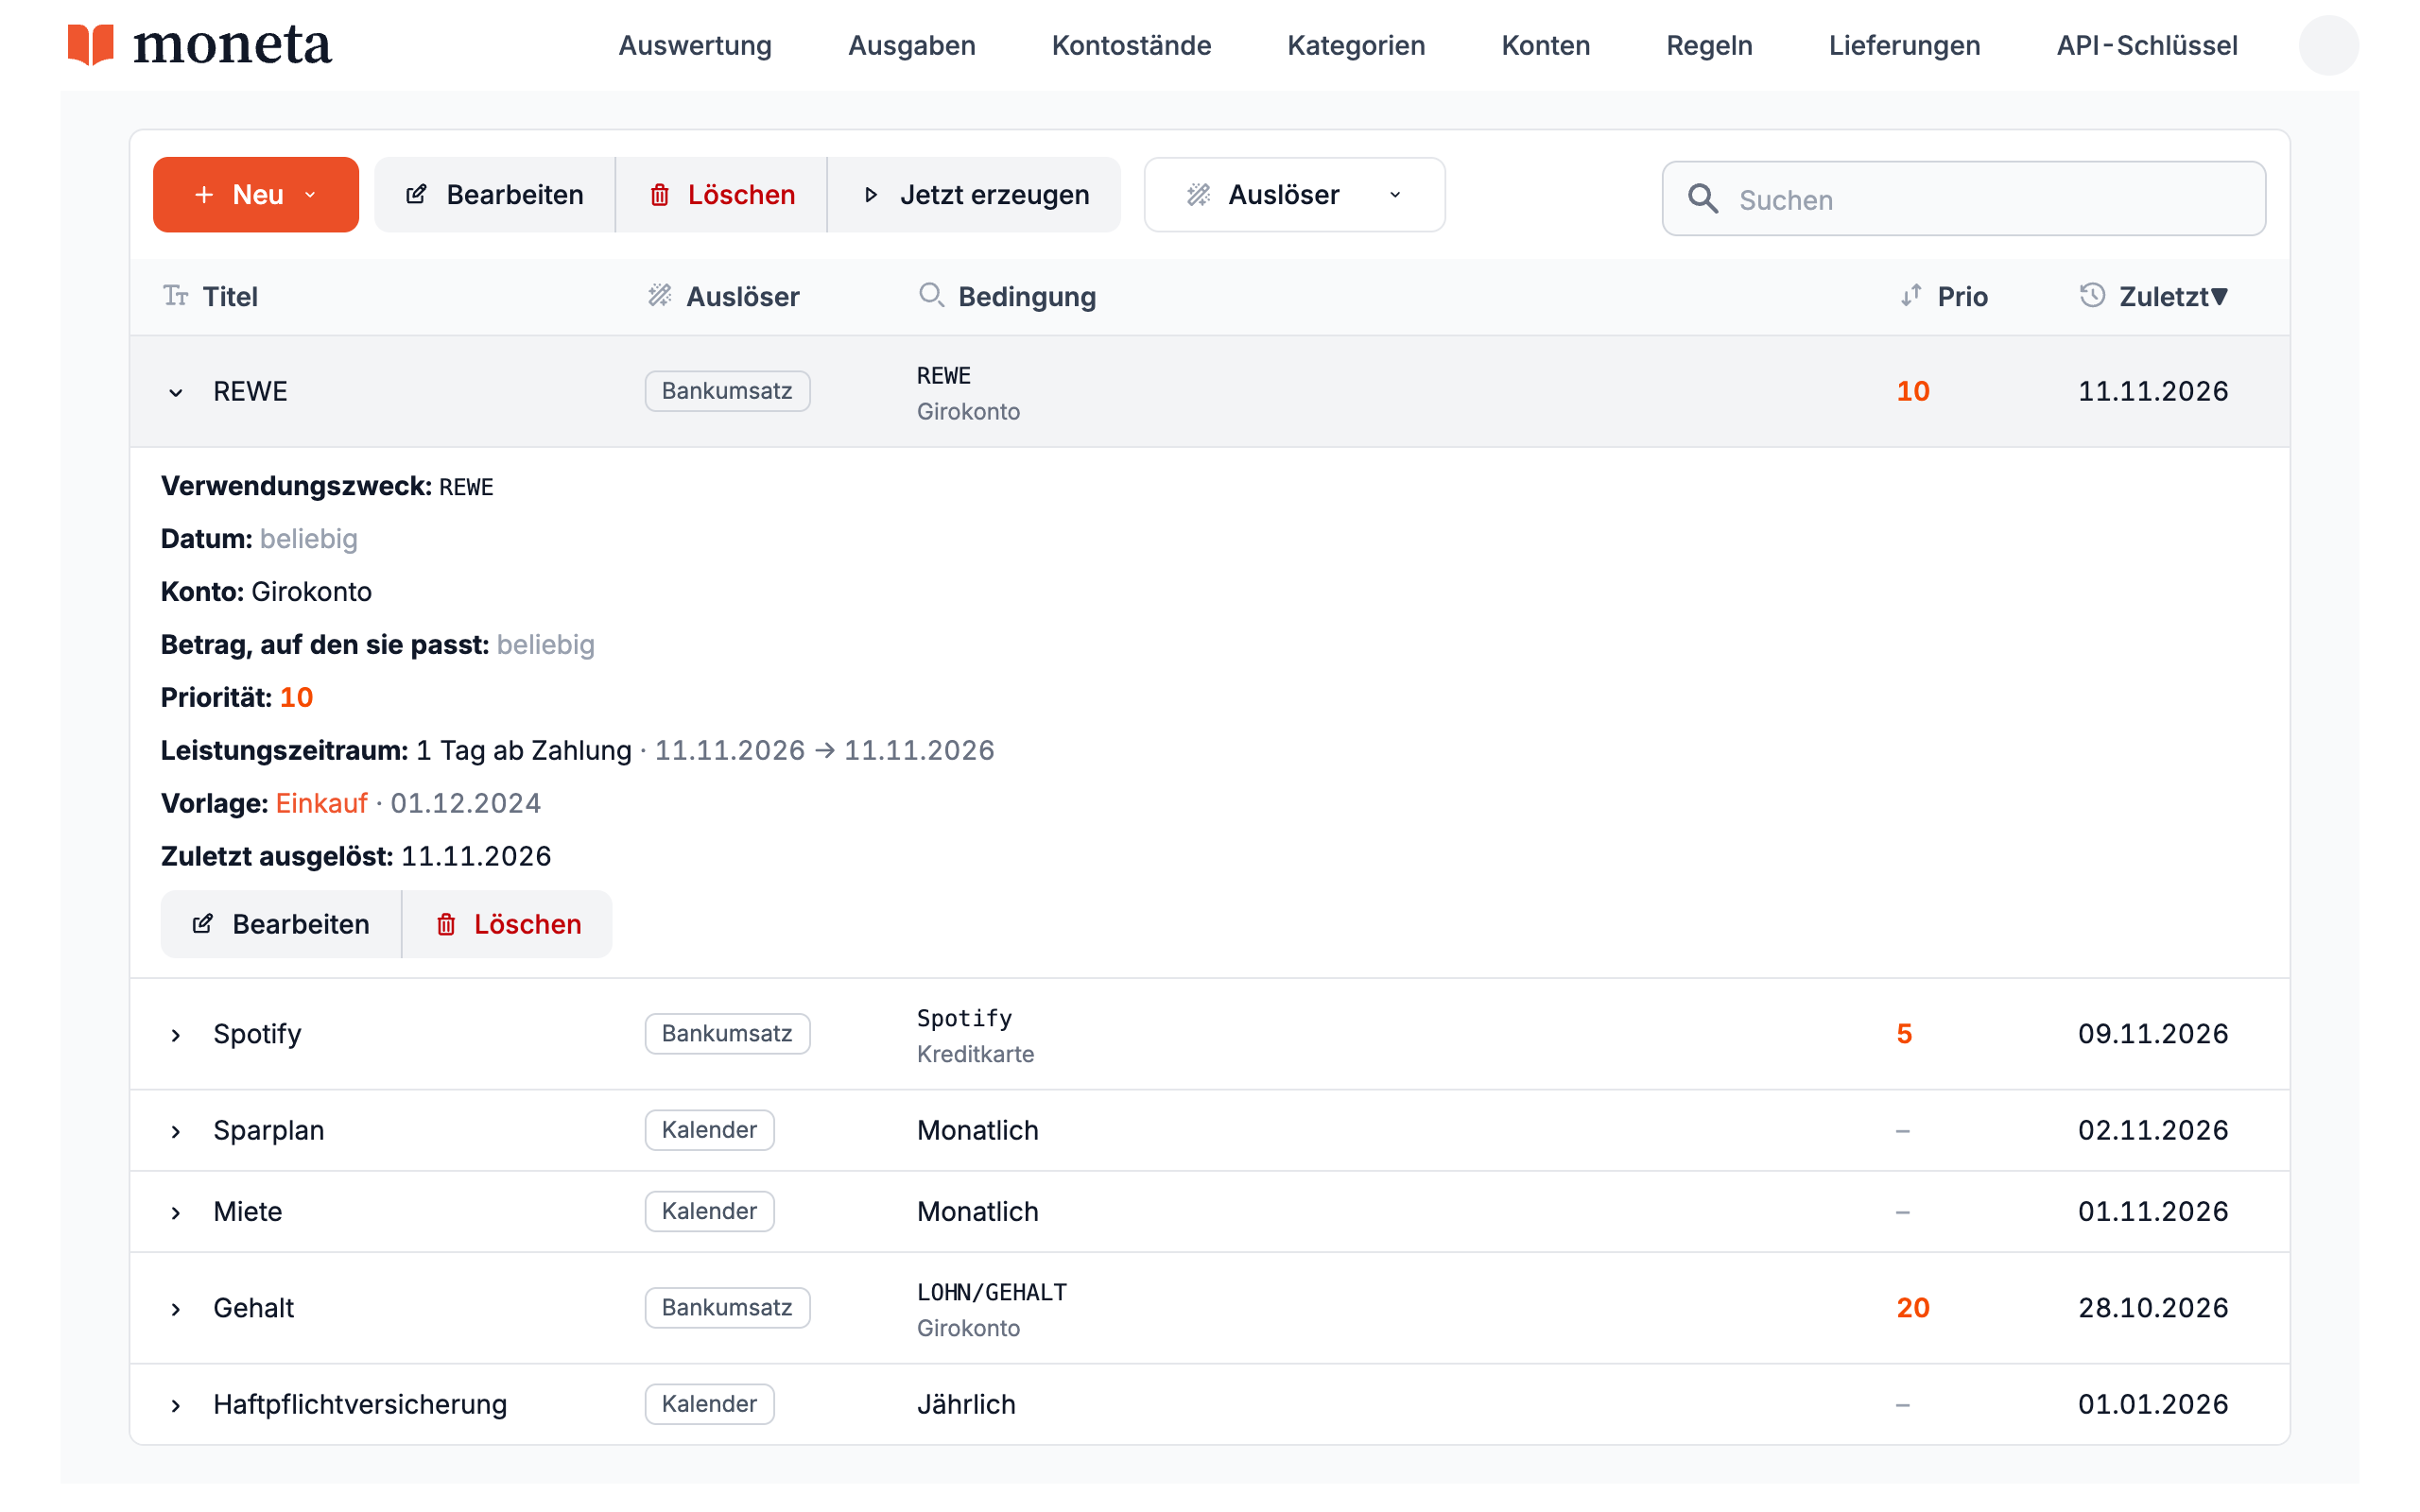 moneta
Auswertung Ausgaben Kontostände Kategorien Konten Regeln Lieferungen API-Schlüssel
+ Neu Bearbeiten Löschen Jetzt erzeugen Auslöser Suchen
Titel Auslöser Bedingung Prio Zuletzt▼
REWE Bankumsatz REWE 10 11.11.2026
Girokonto
Verwendungszweck: REWE
Datum: beliebig
Konto: Girokonto
Betrag, auf den sie passt: beliebig
Priorität: 10
Leistungszeitraum: 1 Tag ab Zahlung · 11.11.2026 → 11.11.2026
Vorlage: Einkauf · 01.12.2024
Zuletzt ausgelöst: 11.11.2026
Bearbeiten Löschen
Spotify Bankumsatz Spotify 5 09.11.2026
Kreditkarte
Sparplan Kalender Monatlich – 02.11.2026
Miete Kalender Monatlich – 01.11.2026
Gehalt Bankumsatz LOHN/GEHALT 20 28.10.2026
Girokonto
Haftpflichtversicherung Kalender Jährlich – 01.01.2026